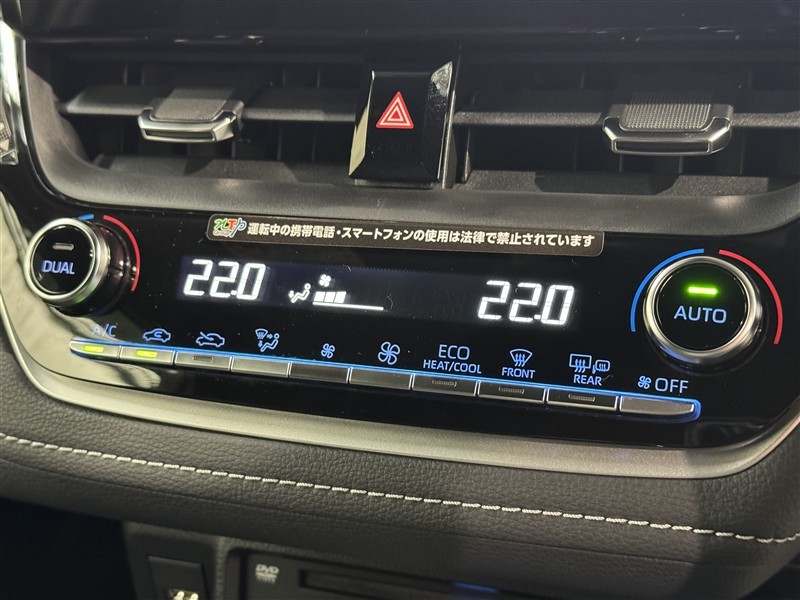 運転中の携帯電話・スマートフォンの使用は法律で禁止されています
DUAL
22.0
22.0
AUTO
A/C
ECO
HEAT/COOL
FRONT
REAR
OFF
DVD